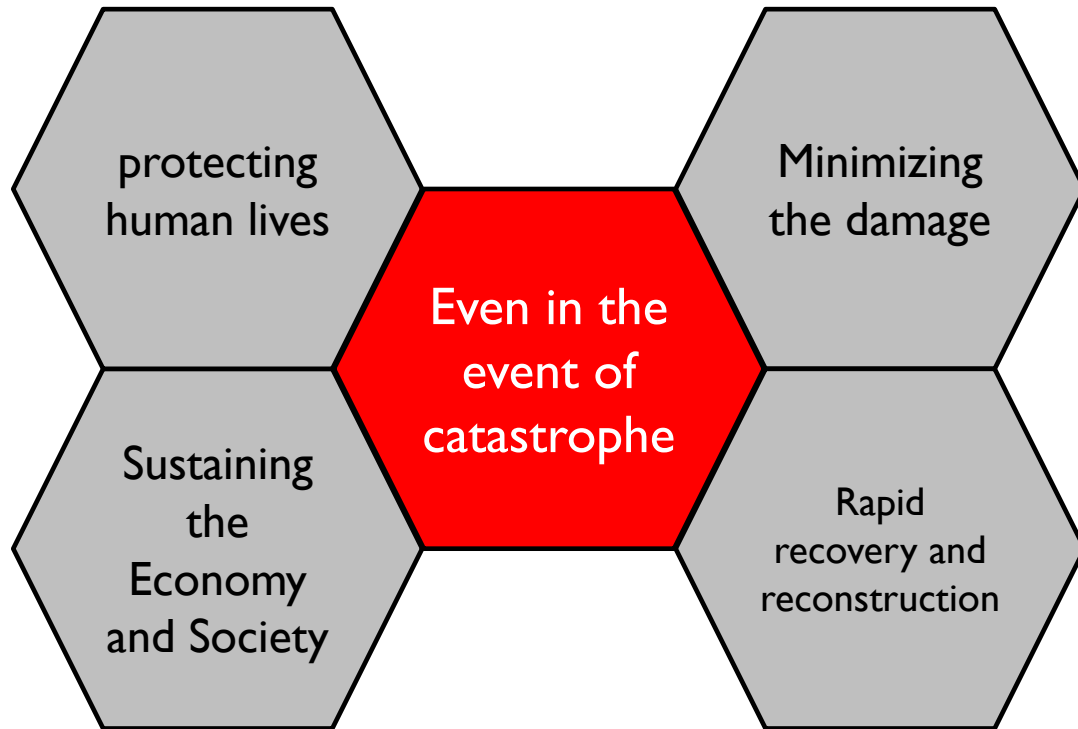 protecting
human lives
Minimizing
the damage
Even in the
event of
catastrophe
Sustaining
the
Economy
and Society
Rapid
recovery and
reconstruction